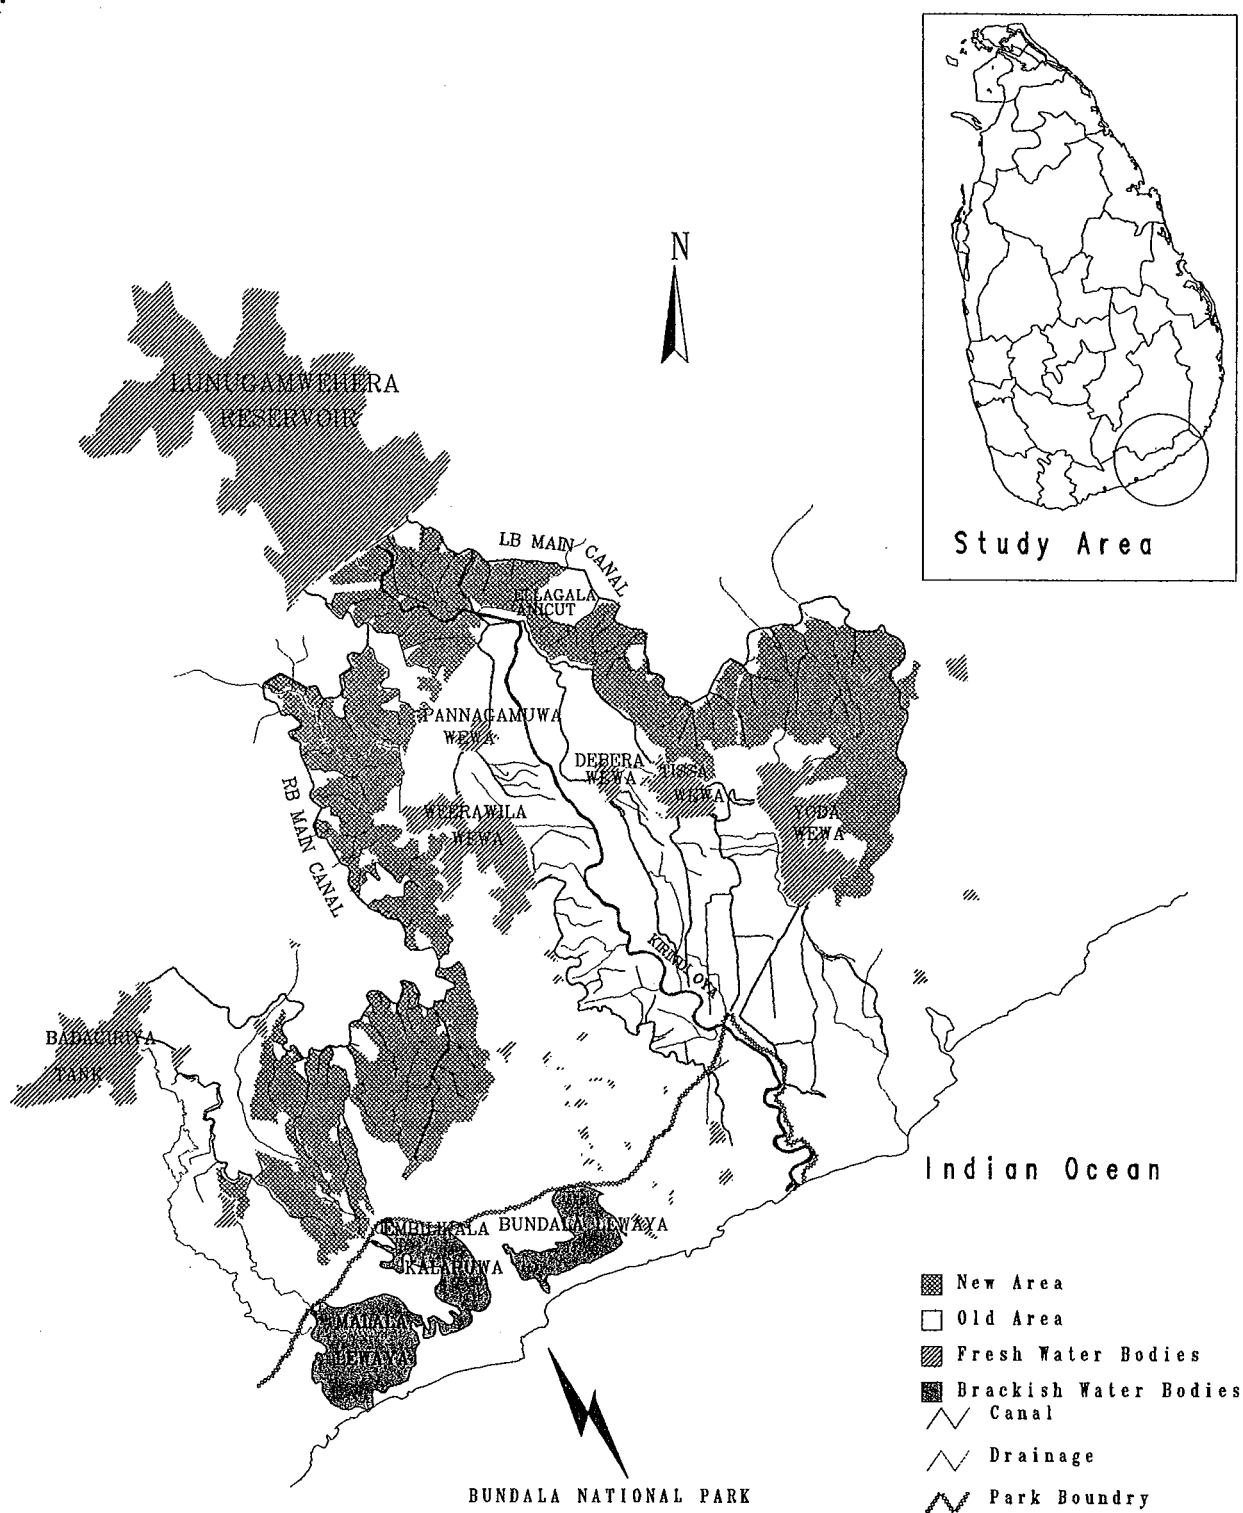 N
LUNUGAMWEHERA
RESERVOIR
Study Area
LB MAIN CANAL
ELLAGALA
ANICUT
PANNAGAMUWA
WEWA
DEBERA
WEWA
TISSA
WEWA
RB MAIN CANAL
WEERAWILA
WEWA
YODA
WEWA
KIRINDI OYA
BADAGIRIYA
TANK
Indian Ocean
EMBILIKALA
KALAPUWA
BUNDALA LEWAYA
MALALA
LEWAYA
New Area
Old Area
Fresh Water Bodies
Brackish Water Bodies
Canal
Drainage
Park Boundry
BUNDALA NATIONAL PARK